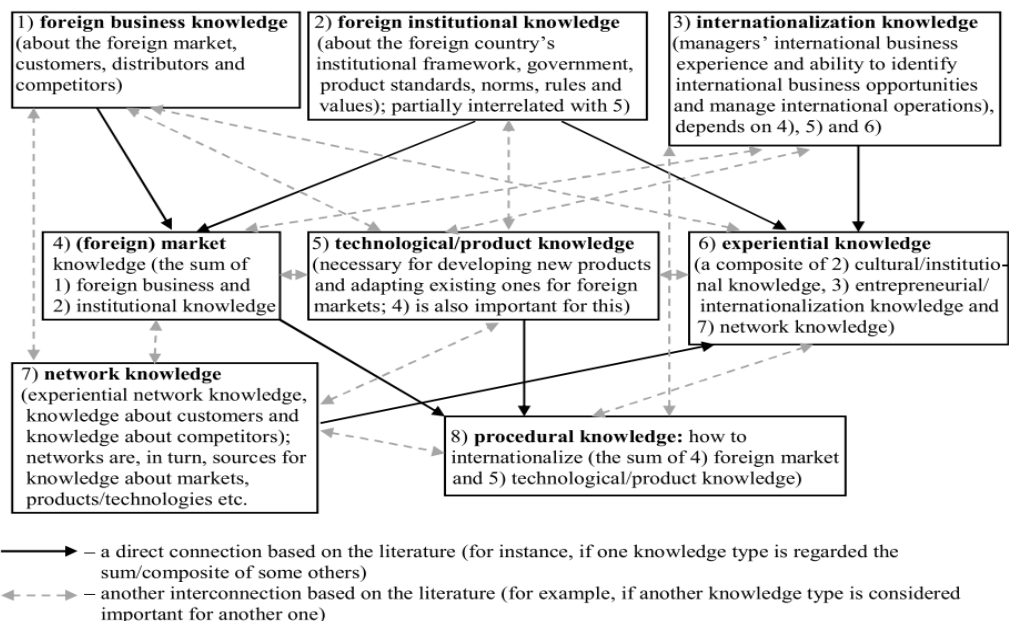 1) foreign business knowledge
(about the foreign market,
customers, distributors and
competitors)
2) foreign institutional knowledge
(about the foreign country’s
institutional framework, government,
product standards, norms, rules and
values); partially interrelated with 5)
3) internationalization knowledge
(managers’ international business
experience and ability to identify
international business opportunities
and manage international operations),
depends on 4), 5) and 6)
4) (foreign) market
knowledge (the sum of
1) foreign business and
2) institutional knowledge
5) technological/product knowledge
(necessary for developing new products
and adapting existing ones for foreign
markets; 4) is also important for this)
6) experiential knowledge
(a composite of 2) cultural/institutio-
nal knowledge, 3) entrepreneurial/
internationalization knowledge and
7) network knowledge)
7) network knowledge
(experiential network knowledge,
knowledge about customers and
knowledge about competitors);
networks are, in turn, sources for
knowledge about markets,
products/technologies etc.
8) procedural knowledge: how to
internationalize (the sum of 4) foreign market
and 5) technological/product knowledge)
– a direct connection based on the literature (for instance, if one knowledge type is regarded the
sum/composite of some others)
– another interconnection based on the literature (for example, if another knowledge type is considered
important for another one)